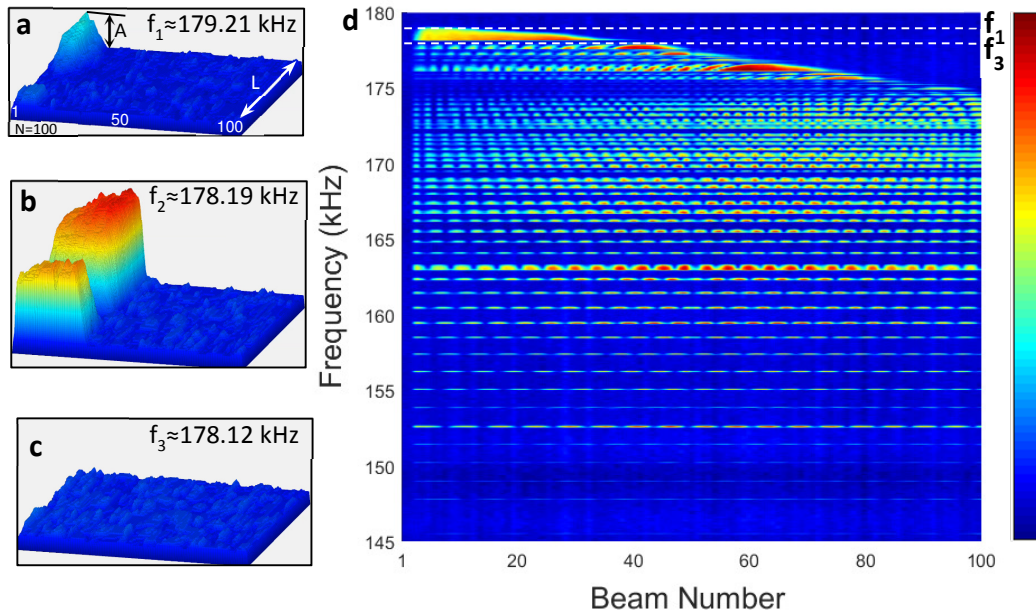 a
f1≈179.21 kHz
A
L
1
50
100
N=100
b
f2≈178.19 kHz
c
f3≈178.12 kHz
d
180
175
170
165
160
155
150
145
Frequency (kHz)
1
20
40
60
80
100
Beam Number
f1
f3